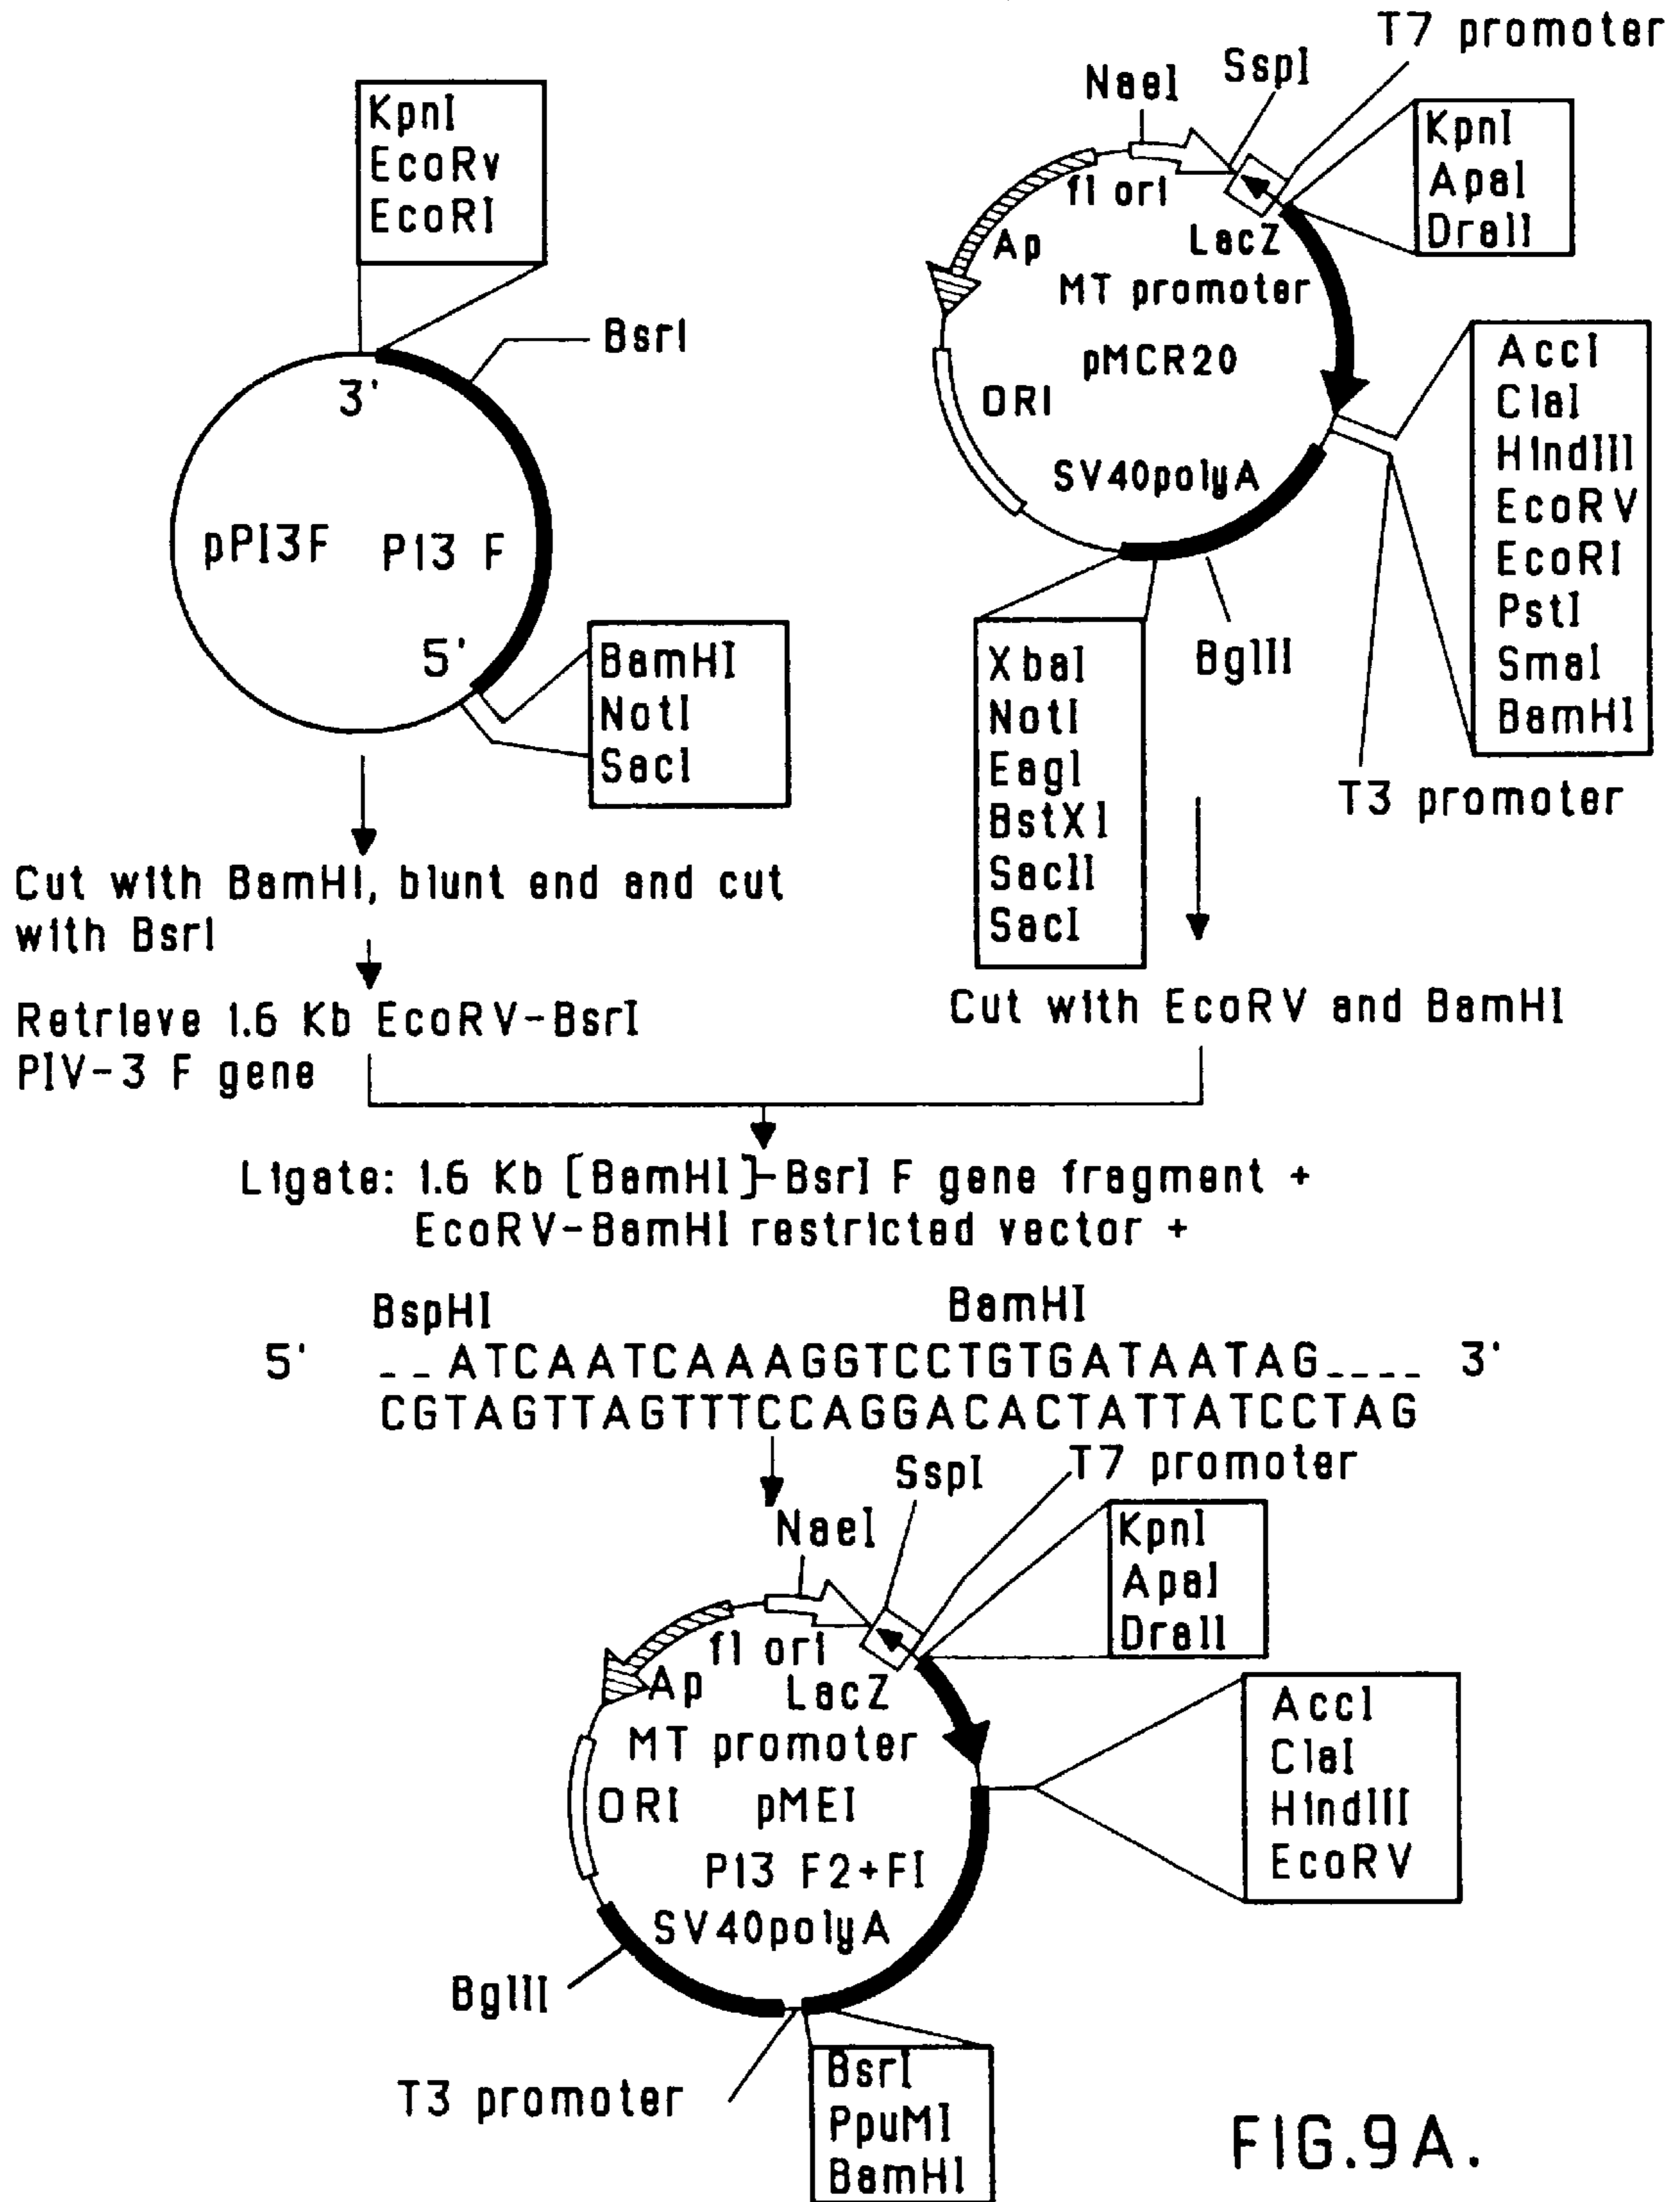 KpnI
EcoRv
EcoRI
BsrI
3'
pPI3F
PI3 F
5'
BamHI
NotI
SacI
Cut with BamHI, blunt end and cut
with BsrI
Retrieve 1.6 Kb EcoRV-BsrI
PIV-3 F gene
T7 promoter
SspI
NaeI
KpnI
ApaI
DraII
f1 ori
Ap
LacZ
MT promoter
pMCR20
ORI
SV40polyA
AccI
ClaI
HindIII
EcoRV
EcoRI
PstI
SmaI
BamHI
T3 promoter
BglII
XbaI
NotI
EagI
BstXI
SacII
SacI
Cut with EcoRV and BamHI
Ligate: 1.6 Kb [BamHI]-BsrI F gene fragment +
EcoRV-BamHI restricted vector +
BspHI
BamHI
5' _ _ ATCAATCAAAGGTCCTGTGATAATAG_ _ _ _ 3'
CGTAGTTAGTTTCCAGGACACTATTATCCTAG
SspI
T7 promoter
NaeI
KpnI
ApaI
DraII
f1 ori
Ap
LacZ
MT promoter
ORI
pMEI
PI3 F2+FI
SV40polyA
AccI
ClaI
HindIII
EcoRV
BglII
T3 promoter
BsrI
PpuMI
BamHI
FIG.9A.